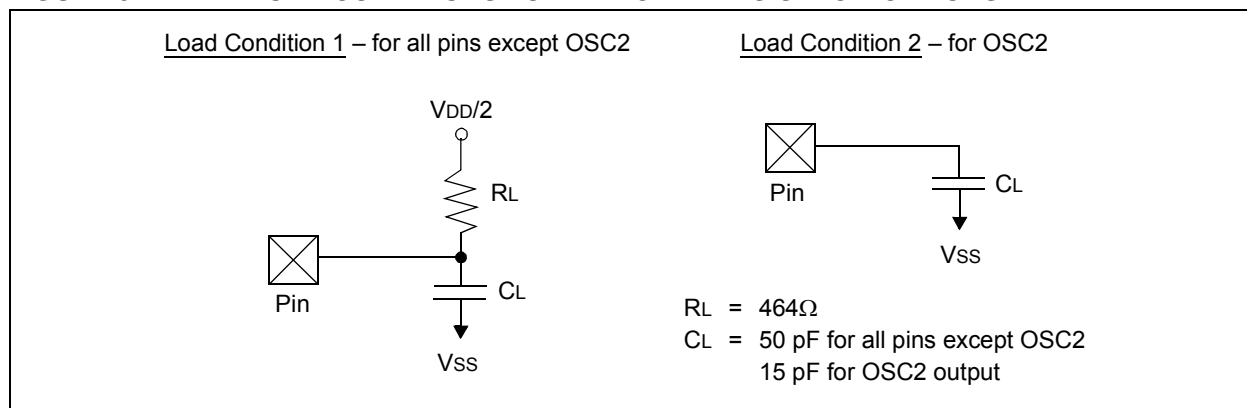 Load Condition 1 – for all pins except OSC2
VDD/2
RL
Pin
CL
VSS
Load Condition 2 – for OSC2
Pin
CL
VSS
RL = 464Ω
CL = 50 pF for all pins except OSC2
15 pF for OSC2 output